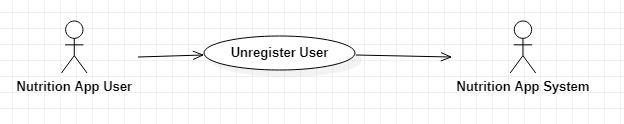 Unregister User
Nutrition App User
Nutrition App System